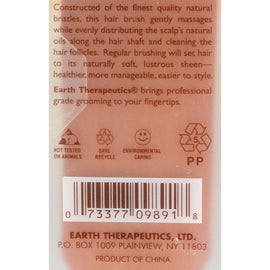 Constructed of the finest quality natural
bristles, this hair brush gently massages
while evenly distributing the scalp's natural
oils along the hair shaft and cleaning the
hair follicles. Regular brushing will set hair
to its naturally soft, lustrous sheen—
healthier, more manageable, easier to style.
Earth Therapeutics® brings professional
grade grooming to your fingertips.
NOT TESTED
ON ANIMALS
SAVE
RECYCLE
ENVIRONMENTAL
CARING
5
PP
0 73377 09891 8
EARTH THERAPEUTICS, LTD.
P.O. BOX 1009 PLAINVIEW, NY 11803
PRODUCT OF CHINA